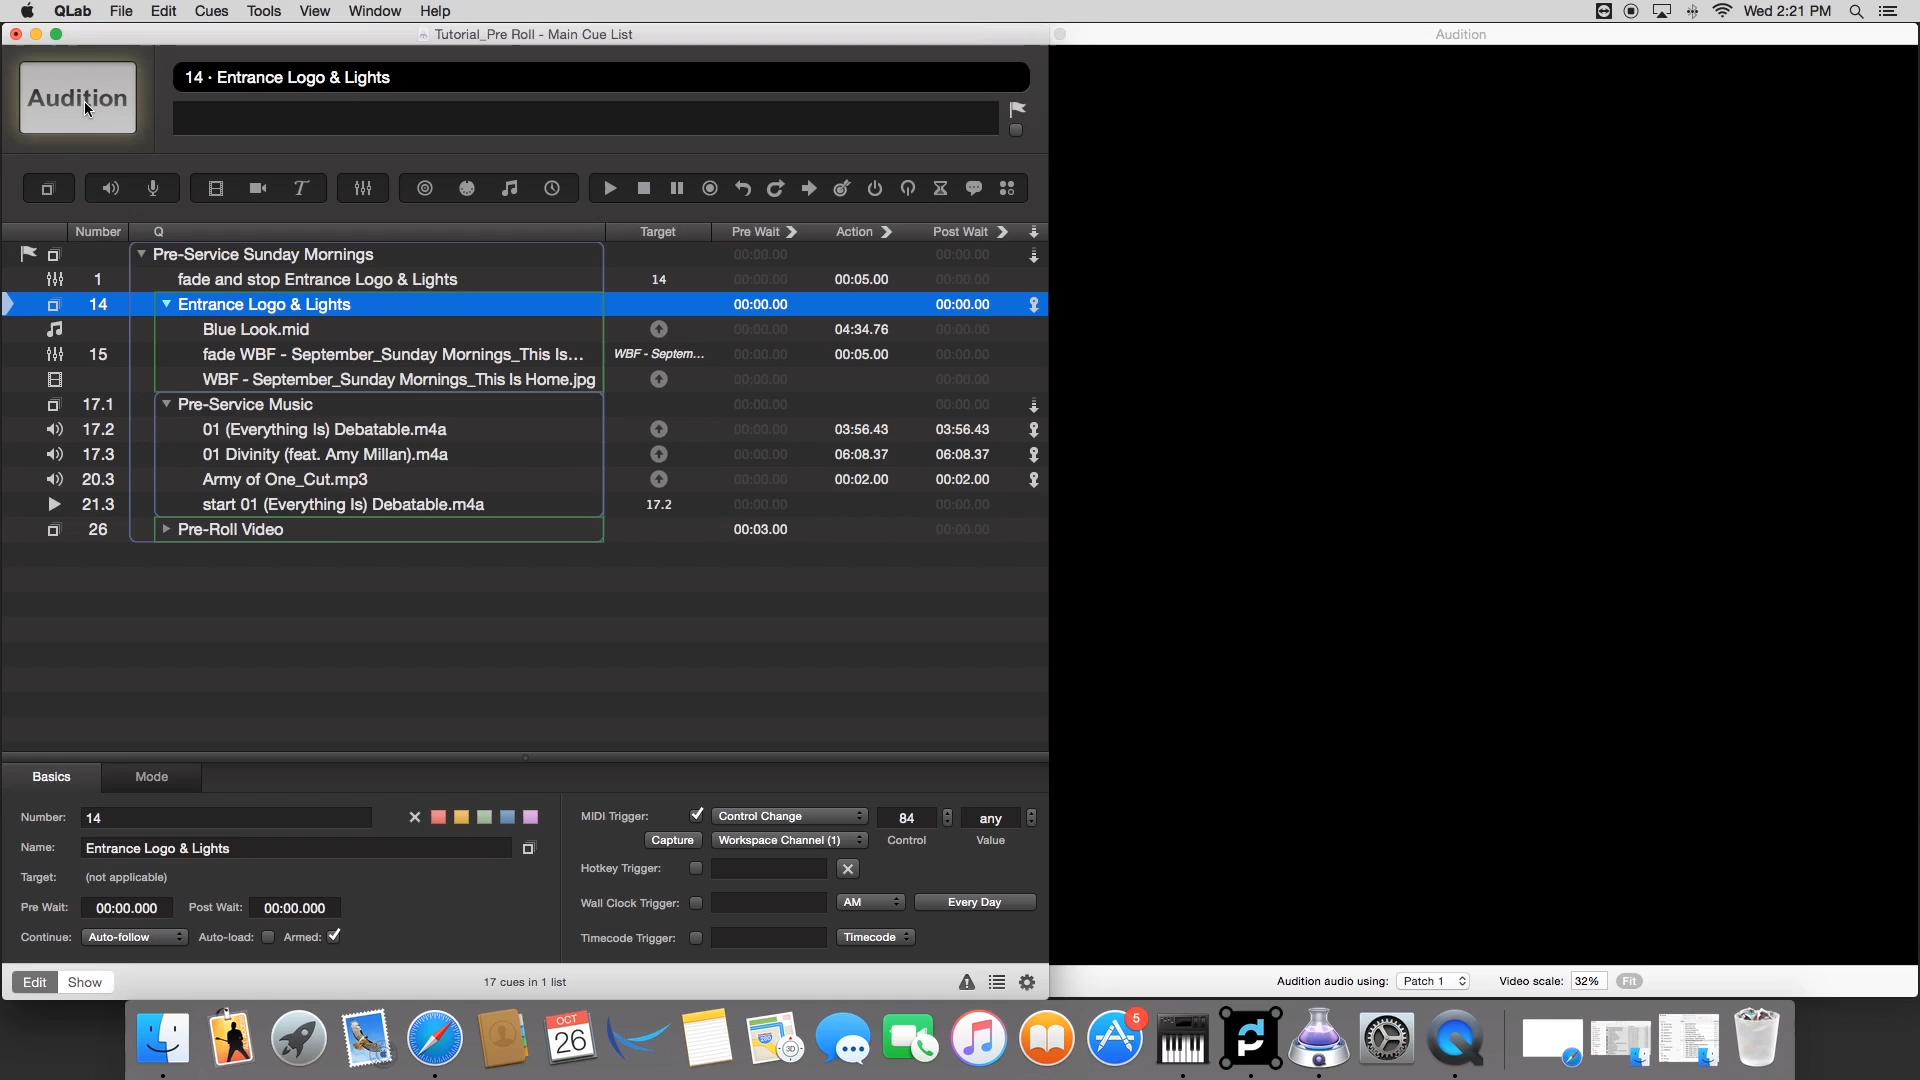 QLab File Edit Cues Tools View Window Help Wed 2:21 PM
Tutorial_Pre Roll - Main Cue List
Audition
Audition
14 · Entrance Logo & Lights
Number Q Target Pre Wait Action Post Wait
Pre-Service Sunday Mornings 00:00.00 00:00.00
1 fade and stop Entrance Logo & Lights 14 00:00.00 00:05.00 00:00.00
14 Entrance Logo & Lights 00:00.00 00:00.00
Blue Look.mid 00:00.00 04:34.76 00:00.00
15 fade WBF - September_Sunday Mornings_This Is... WBF - Septem... 00:00.00 00:05.00 00:00.00
WBF - September_Sunday Mornings_This Is Home.jpg 00:00.00 00:00.00
17.1 Pre-Service Music 00:00.00 00:00.00
17.2 01 (Everything Is) Debatable.m4a 00:00.00 03:56.43 03:56.43
17.3 01 Divinity (feat. Amy Millan).m4a 00:00.00 06:08.37 06:08.37
20.3 Army of One_Cut.mp3 00:00.00 00:02.00 00:02.00
21.3 start 01 (Everything Is) Debatable.m4a 17.2 00:00.00 00:00.00
26 Pre-Roll Video 00:03.00 00:00.00
Basics Mode
Number: 14
Name: Entrance Logo & Lights
Target: (not applicable)
Pre Wait: 00:00.000 Post Wait: 00:00.000
Continue: Auto-follow Auto-load: Armed:
MIDI Trigger: Control Change 84 any
Capture Workspace Channel (1) Control Value
Hotkey Trigger:
Wall Clock Trigger: AM Every Day
Timecode Trigger: Timecode
Edit Show 17 cues in 1 list
Audition audio using: Patch 1 Video scale: 32% Fit
OCT
26
280
3D
5